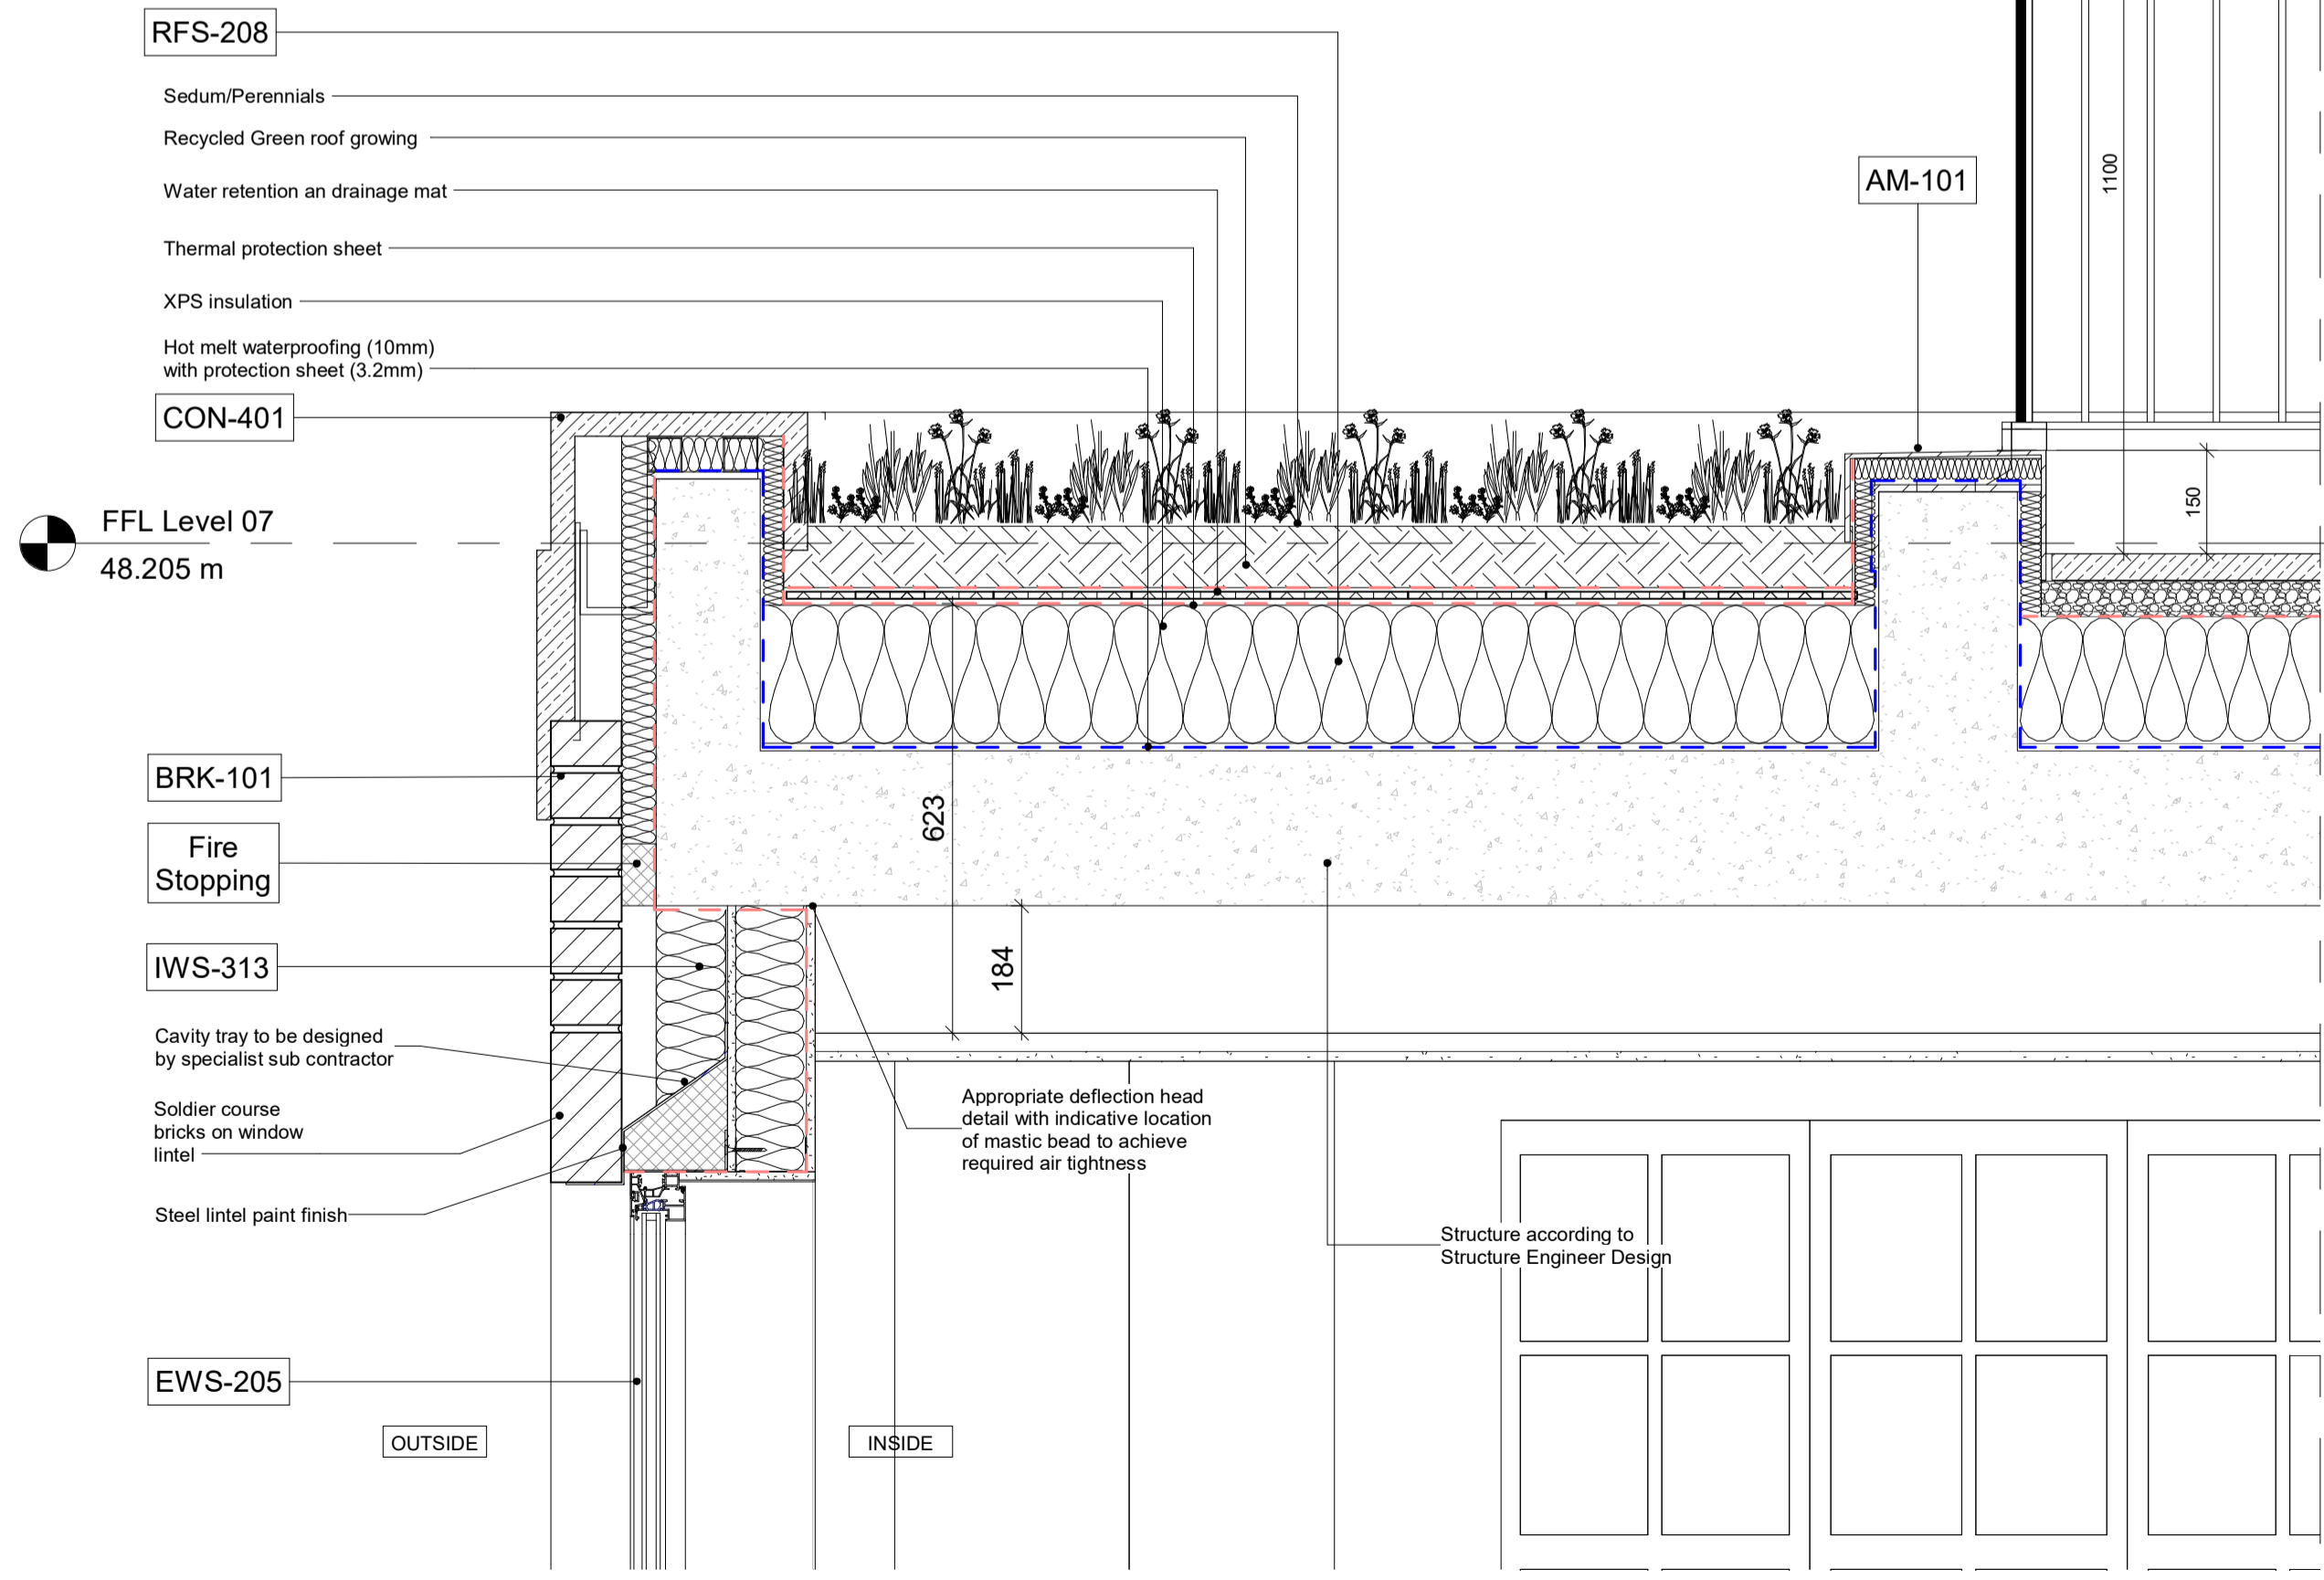 RFS-208
Sedum/Perennials
Recycled Green roof growing
Water retention an drainage mat
Thermal protection sheet
XPS insulation
Hot melt waterproofing (10mm)
with protection sheet (3.2mm)
CON-401
AM-101
1100
150
FFL Level 07
48.205 m
BRK-101
Fire
Stopping
623
IWS-313
184
Cavity tray to be designed
by specialist sub contractor
Soldier course
bricks on window
lintel
Steel lintel paint finish
Appropriate deflection head
detail with indicative location
of mastic bead to achieve
required air tightness
Structure according to
Structure Engineer Design
EWS-205
OUTSIDE
INSIDE